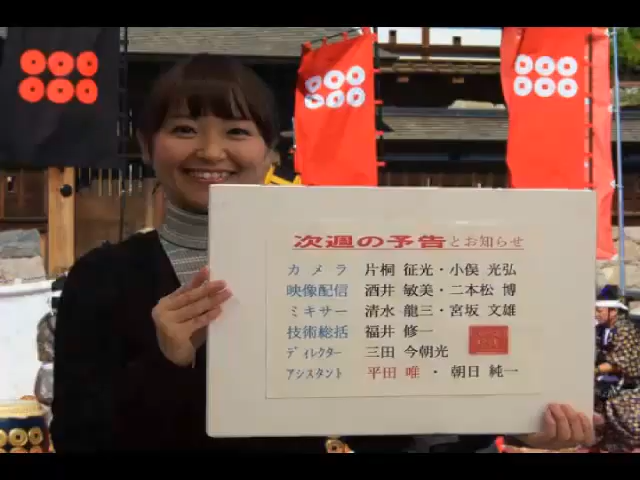 次週の予告とお知らせ
カメラ 片桐 征光・小俣 光弘
映像配信 酒井 敏美・二本松 博
ミキサー 清水 龍三・宮坂 文雄
技術総括 福井 修一
ディレクター 三田 今朝光
アシスタント 平田 唯・朝日 純一